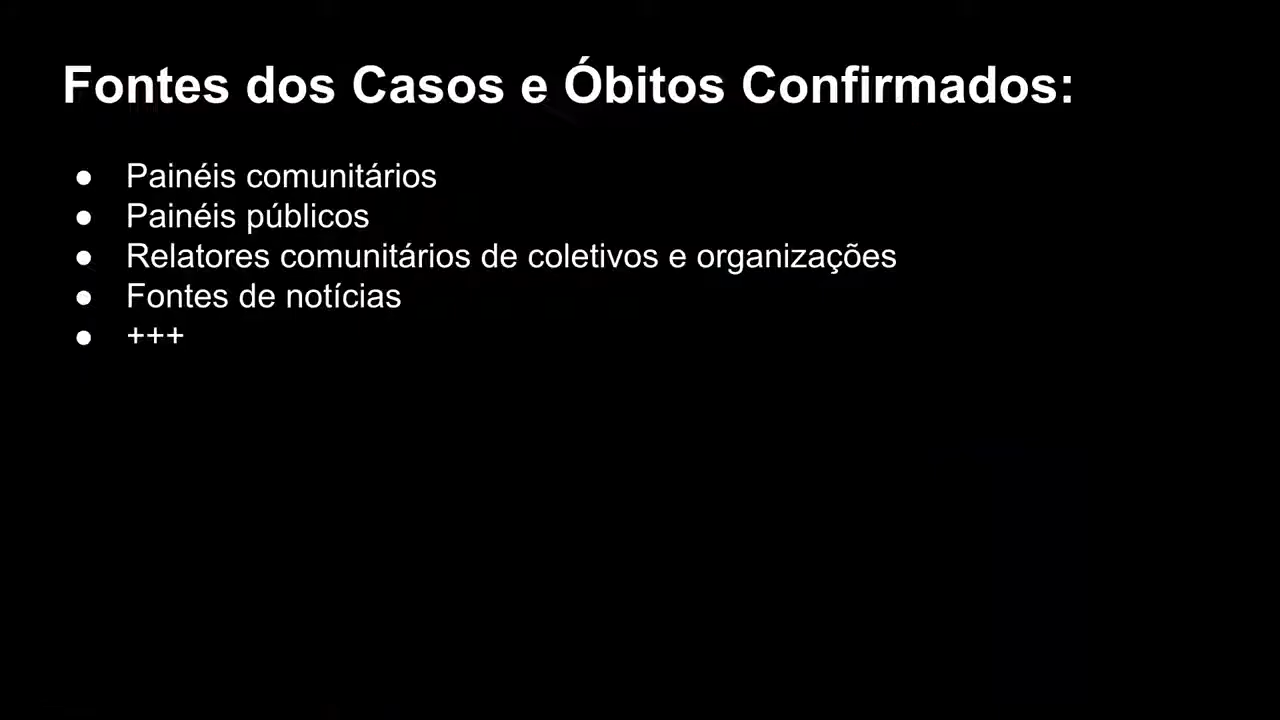 Fontes dos Casos e Óbitos Confirmados:
● Painéis comunitários
● Painéis públicos
● Relatores comunitários de coletivos e organizações
● Fontes de notícias
● +++